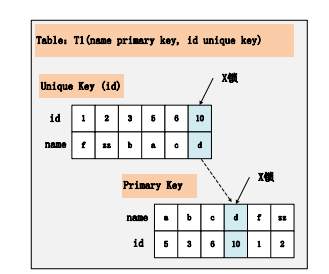 Table: T1(name primary key, id unique key)
X锁
Unique Key (id)
id 1 2 3 5 6 10
name f zz b a c d
Primary Key
X锁
name a b c d f zz
id 5 3 6 10 1 2